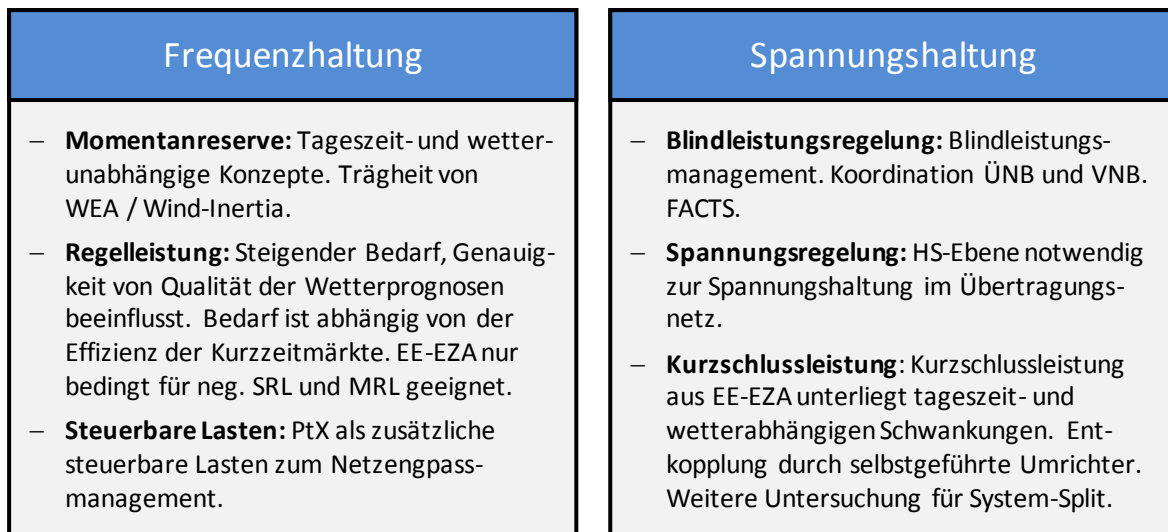 Frequenzhaltung
– Momentanreserve: Tageszeit- und wetter-
unabhängige Konzepte. Trägheit von
WEA / Wind-Inertia.
– Regelleistung: Steigender Bedarf, Genauig-
keit von Qualität der Wetterprognosen
beeinflusst. Bedarf ist abhängig von der
Effizienz der Kurzzeitmärkte. EE-EZA nur
bedingt für neg. SRL und MRL geeignet.
– Steuerbare Lasten: PtX als zusätzliche
steuerbare Lasten zum Netzengpass-
management.
Spannungshaltung
– Blindleistungsregelung: Blindleistungs-
management. Koordination ÜNB und VNB.
FACTS.
– Spannungsregelung: HS-Ebene notwendig
zur Spannungshaltung im Übertragungs-
netz.
– Kurzschlussleistung: Kurzschlussleistung
aus EE-EZA unterliegt tageszeit- und
wetterabhängigen Schwankungen. Ent-
kopplung durch selbstgeführte Umrichter.
Weitere Untersuchung für System-Split.